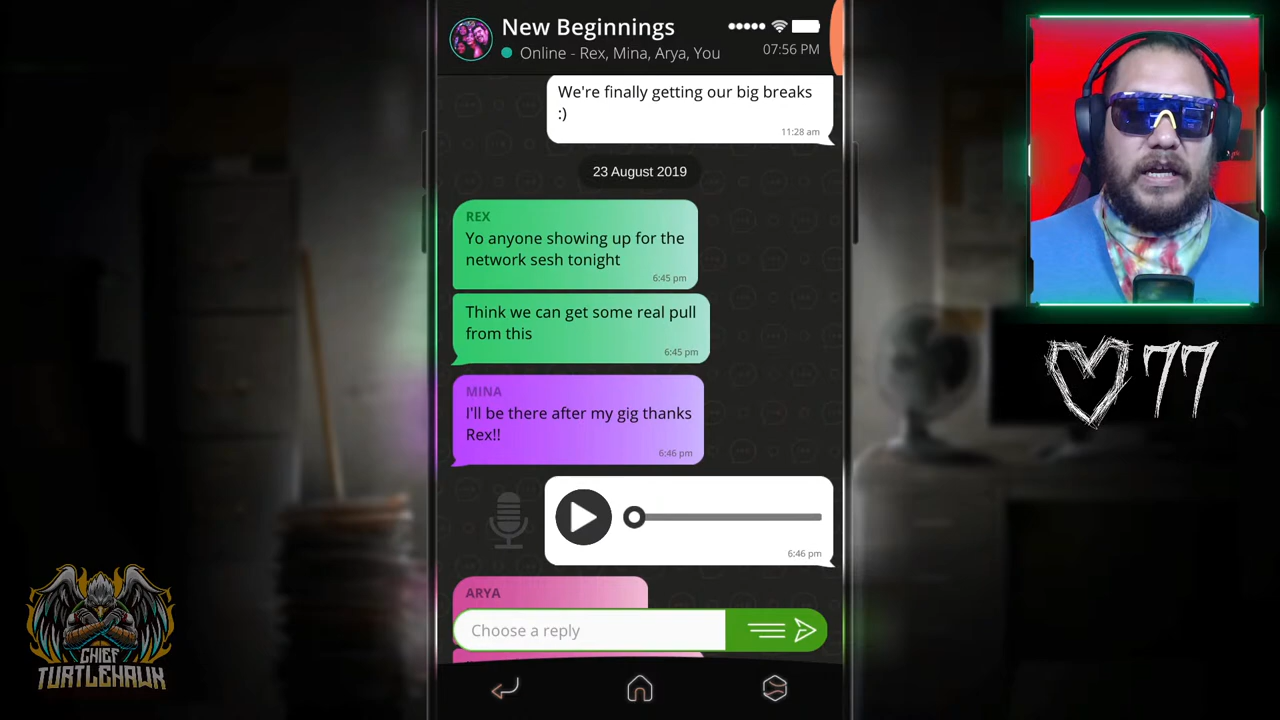 New Beginnings
Online - Rex, Mina, Arya, You
07:56 PM
We're finally getting our big breaks
:)
11:28 am
23 August 2019
REX
Yo anyone showing up for the
network sesh tonight
6:45 pm
Think we can get some real pull
from this
6:45 pm
MINA
I'll be there after my gig thanks
Rex!!
6:46 pm
6:46 pm
ARYA
Choose a reply
77
CHIEF
TURTLEHAWK